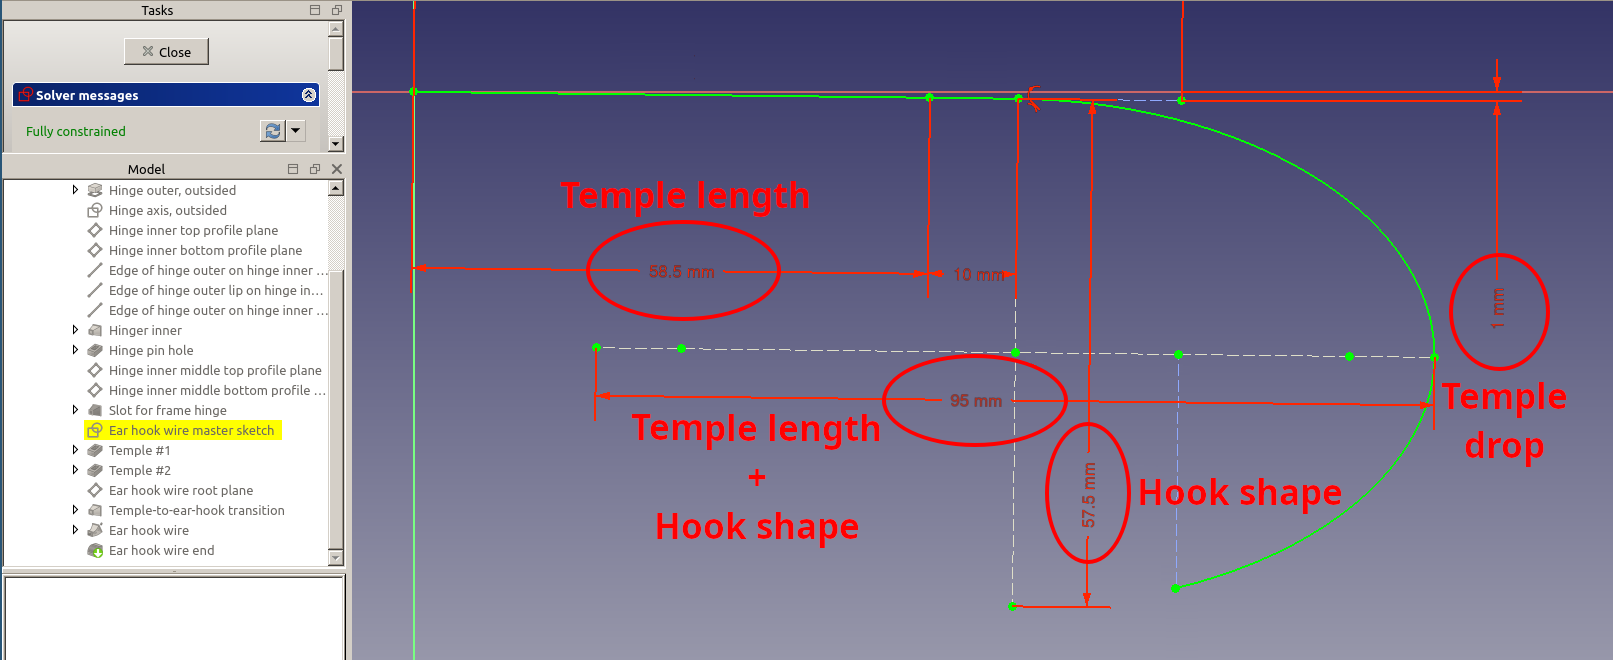 Tasks
Close
Solver messages
Fully constrained
Model
Hinge outer, outsided
Hinge axis, outsided
Hinge inner top profile plane
Hinge inner bottom profile plane
Edge of hinge outer on hinge inner ...
Edge of hinge outer lip on hinge in...
Edge of hinge outer on hinge inner ...
Hinger inner
Hinge pin hole
Hinge inner middle top profile plane
Hinge inner middle bottom profile ...
Slot for frame hinge
Ear hook wire master sketch
Temple #1
Temple #2
Ear hook wire root plane
Temple-to-ear-hook transition
Ear hook wire
Ear hook wire end
Temple length
58.5 mm
10 mm
1 mm
95 mm
Temple length
+
Hook shape
57.5 mm
Hook shape
Temple
drop